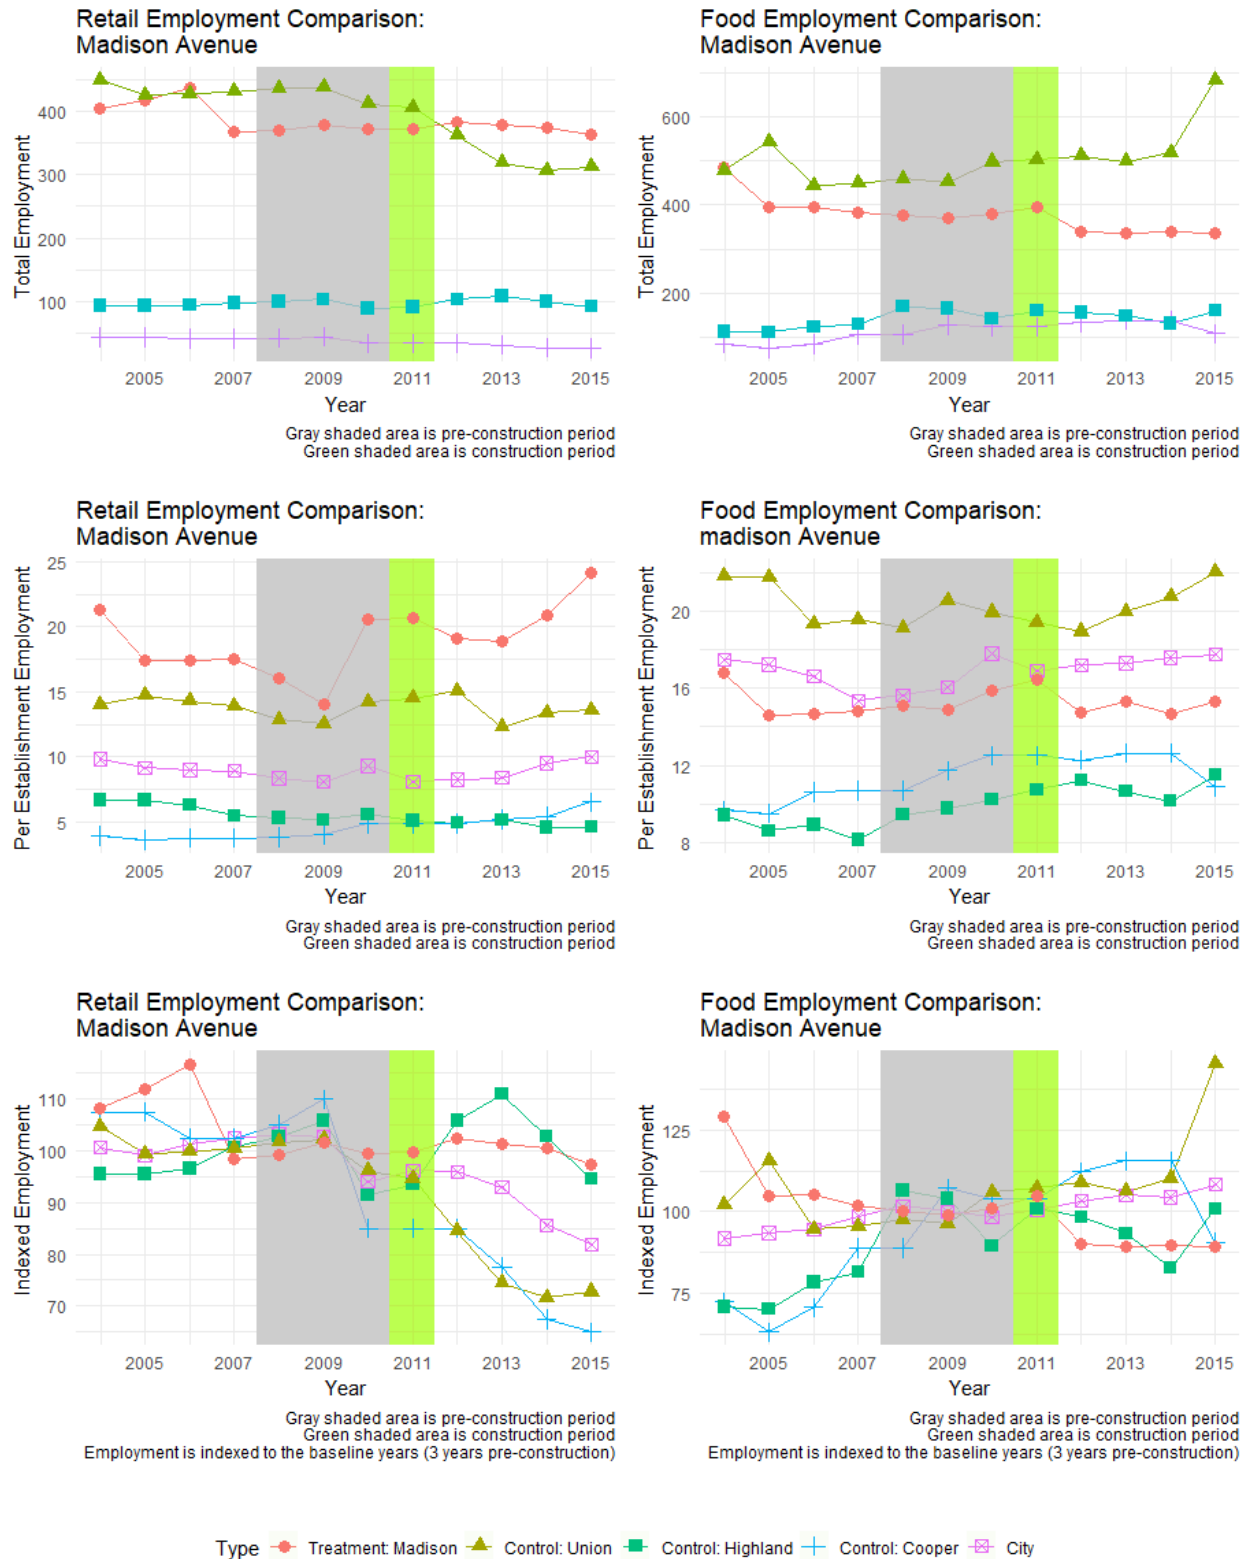 Retail Employment Comparison:
Madison Avenue
Total Employment
400
300
200
100
2005 2007 2009 2011 2013 2015
Year
Gray shaded area is pre-construction period
Green shaded area is construction period
Food Employment Comparison:
Madison Avenue
Total Employment
600
400
200
2005 2007 2009 2011 2013 2015
Year
Gray shaded area is pre-construction period
Green shaded area is construction period
Retail Employment Comparison:
Madison Avenue
Per Establishment Employment
25
20
15
10
5
2005 2007 2009 2011 2013 2015
Year
Gray shaded area is pre-construction period
Green shaded area is construction period
Food Employment Comparison:
madison Avenue
Per Establishment Employment
20
16
12
8
2005 2007 2009 2011 2013 2015
Year
Gray shaded area is pre-construction period
Green shaded area is construction period
Retail Employment Comparison:
Madison Avenue
Indexed Employment
110
100
90
80
70
2005 2007 2009 2011 2013 2015
Year
Gray shaded area is pre-construction period
Green shaded area is construction period
Employment is indexed to the baseline years (3 years pre-construction)
Food Employment Comparison:
Madison Avenue
Indexed Employment
125
100
75
2005 2007 2009 2011 2013 2015
Year
Gray shaded area is pre-construction period
Green shaded area is construction period
Employment is indexed to the baseline years (3 years pre-construction)
Type Treatment: Madison Control: Union Control: Highland Control: Cooper City